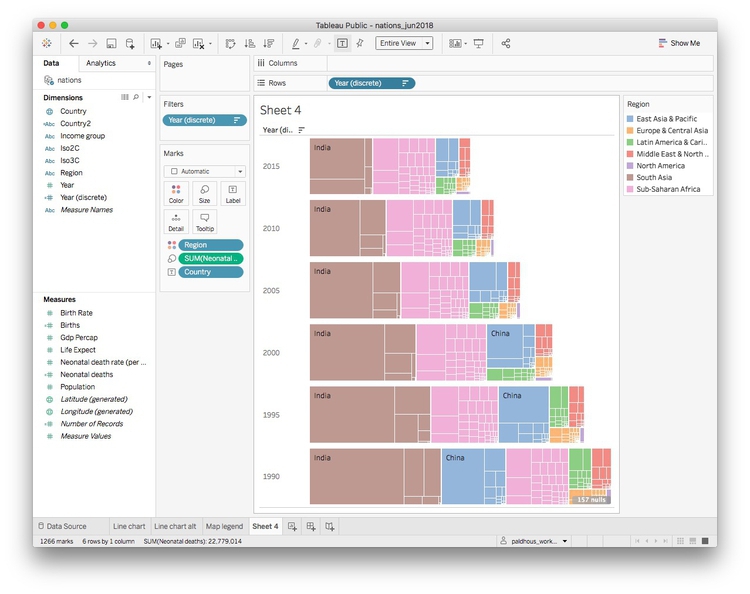 Tableau Public - nations_jun2018
Entire View
Show Me
Data
Analytics
nations
Dimensions
Country
Abc Country2
Abc Income group
Abc Iso2C
Abc Iso3C
Abc Region
Year
Year (discrete)
Abc Measure Names
Measures
Birth Rate
Births
Gdp Percap
Life Expect
Neonatal death rate (per ...
Neonatal deaths
Population
Latitude (generated)
Longitude (generated)
Number of Records
Measure Values
Pages
Filters
Year (discrete)
Marks
Automatic
Color
Size
Label
Detail
Tooltip
Region
SUM(Neonatal ..
Country
Columns
Rows
Year (discrete)
Sheet 4
Year (di..
2015
India
2010
India
2005
India
2000
India
China
1995
India
China
1990
India
China
157 nulls
Region
East Asia & Pacific
Europe & Central Asia
Latin America & Cari..
Middle East & North ..
North America
South Asia
Sub-Saharan Africa
Data Source
Line chart
Line chart alt
Map legend
Sheet 4
1266 marks
6 rows by 1 column
SUM(Neonatal deaths): 22,779,014
paldhous_work...